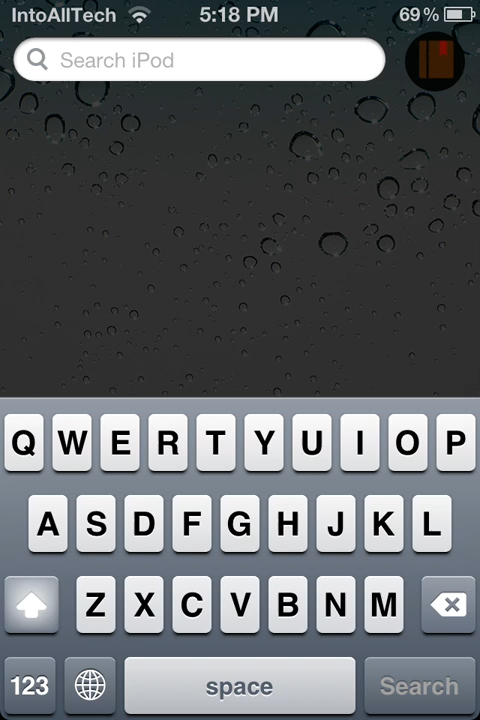 IntoAllTech 5:18 PM 69%
Search iPod
Q W E R T Y U I O P
A S D F G H J K L
Z X C V B N M
123 space Search